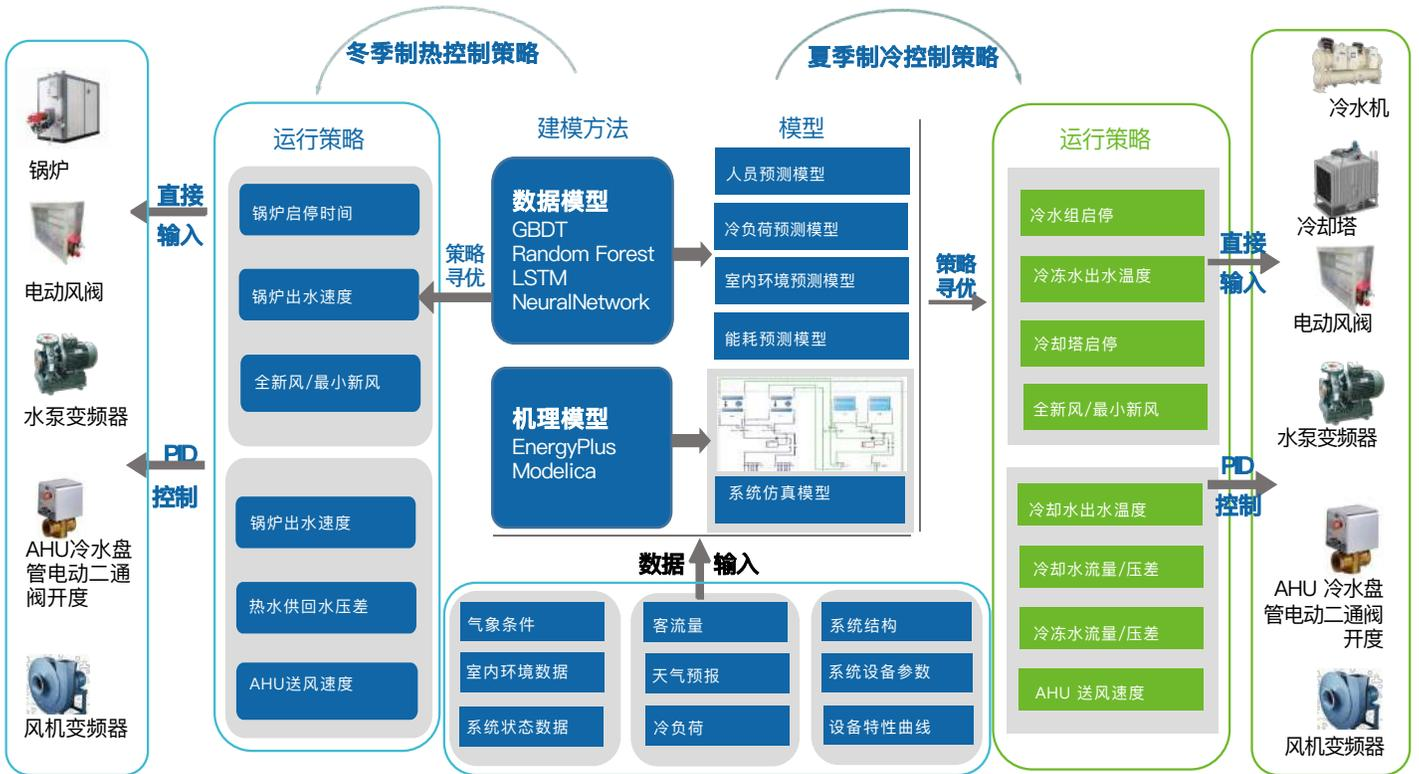 冬季制热控制策略
夏季制冷控制策略
锅炉
电动风阀
水泵变频器
AHU冷水盘
管电动二通
阀开度
风机变频器
直接
输入
PID
控制
运行策略
锅炉启停时间
锅炉出水速度
全新风/最小新风
锅炉出水速度
热水供回水压差
AHU送风速度
策略
寻优
建模方法
数据模型
GBDT
Random Forest
LSTM
NeuralNetwork
机理模型
EnergyPlus
Modelica
模型
人员预测模型
冷负荷预测模型
室内环境预测模型
能耗预测模型
系统仿真模型
数据 输入
气象条件
室内环境数据
系统状态数据
客流量
天气预报
冷负荷
系统结构
系统设备参数
设备特性曲线
策略
寻优
运行策略
冷水组启停
冷冻水出水温度
冷却塔启停
全新风/最小新风
冷却水出水温度
冷却水流量/压差
冷冻水流量/压差
AHU 送风速度
直接
输入
PID
控制
冷水机
冷却塔
电动风阀
水泵变频器
AHU 冷水盘
管电动二通阀
开度
风机变频器